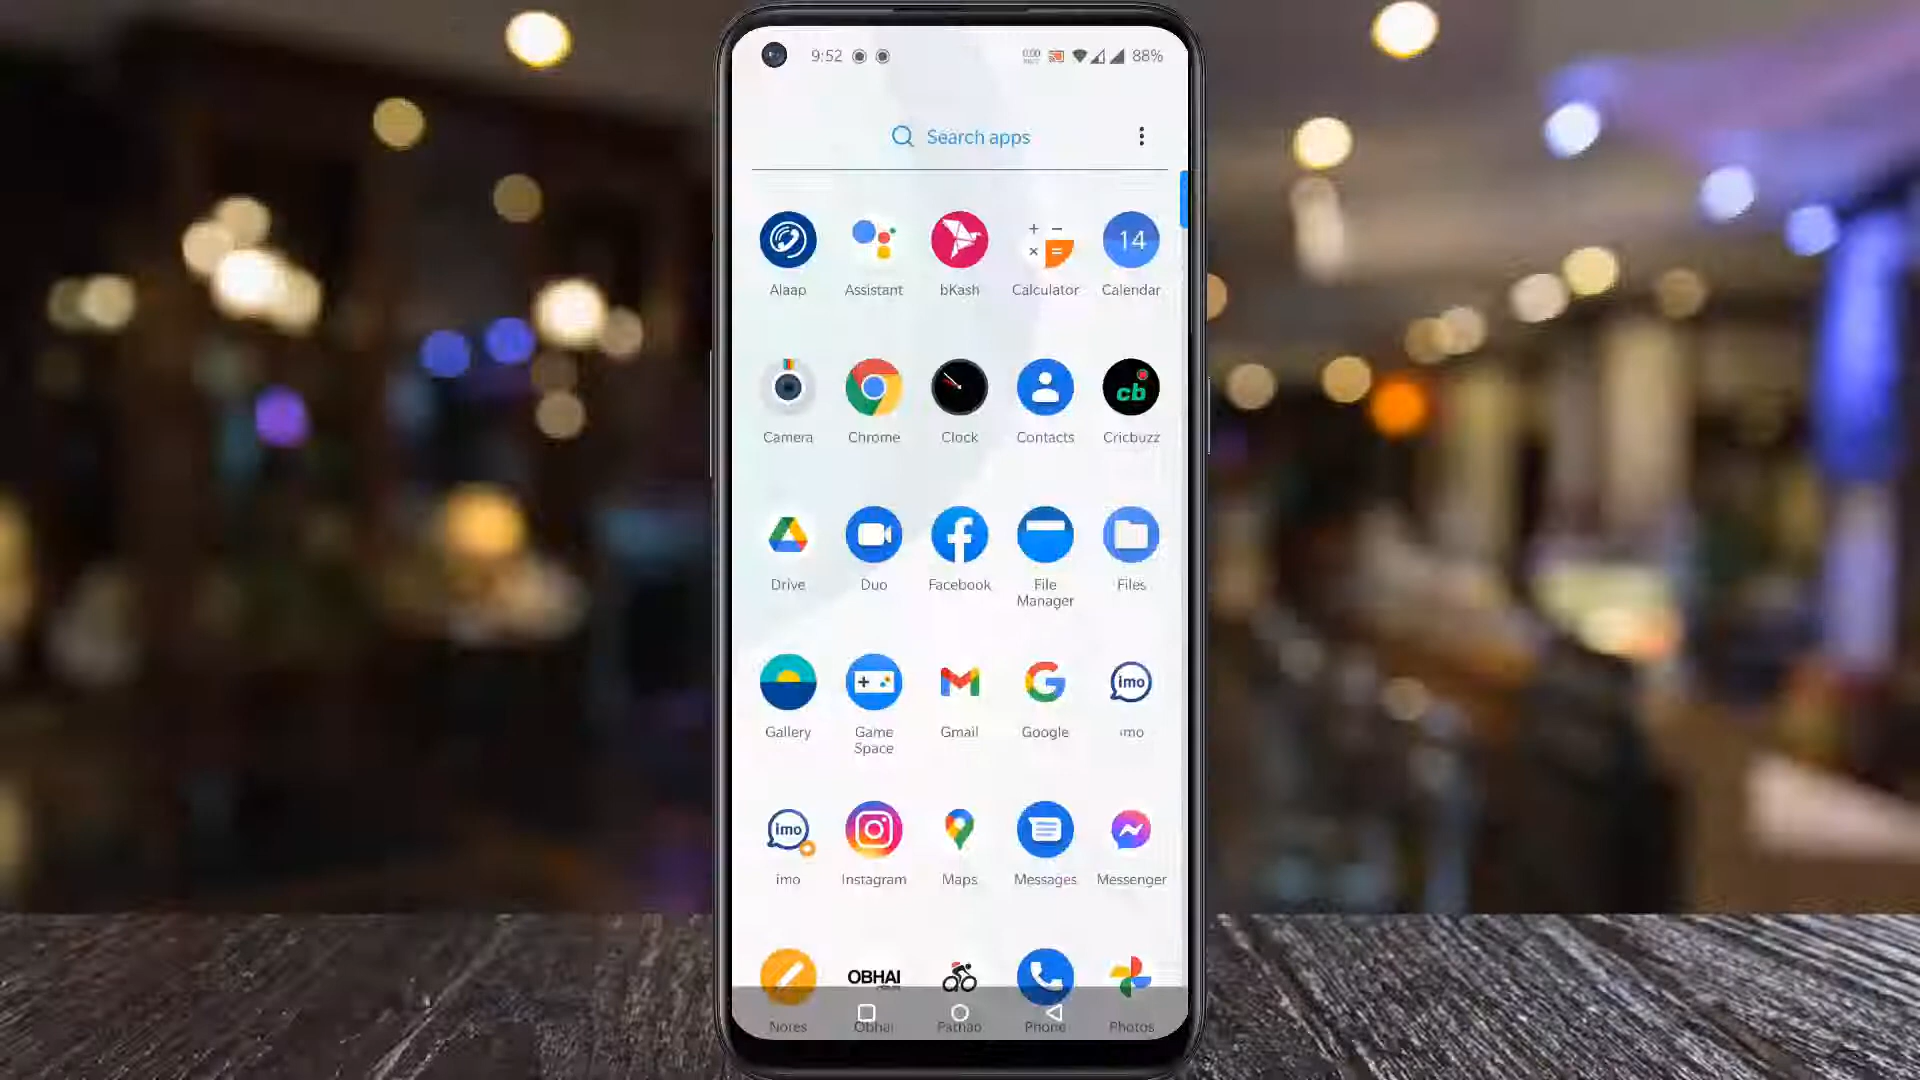 9:52
0.00
88%
Search apps
+ −
× =
14
Alaap
Assistant
bKash
Calculator
Calendar
cb
Camera
Chrome
Clock
Contacts
Cricbuzz
Drive
Duo
Facebook
File
Manager
Files
G
imo
Gallery
Game
Space
Gmail
Google
imo
imo
imo
Instagram
Maps
Messages
Messenger
OBHAI
Notes
Obhai
Pathao
Phone
Photos